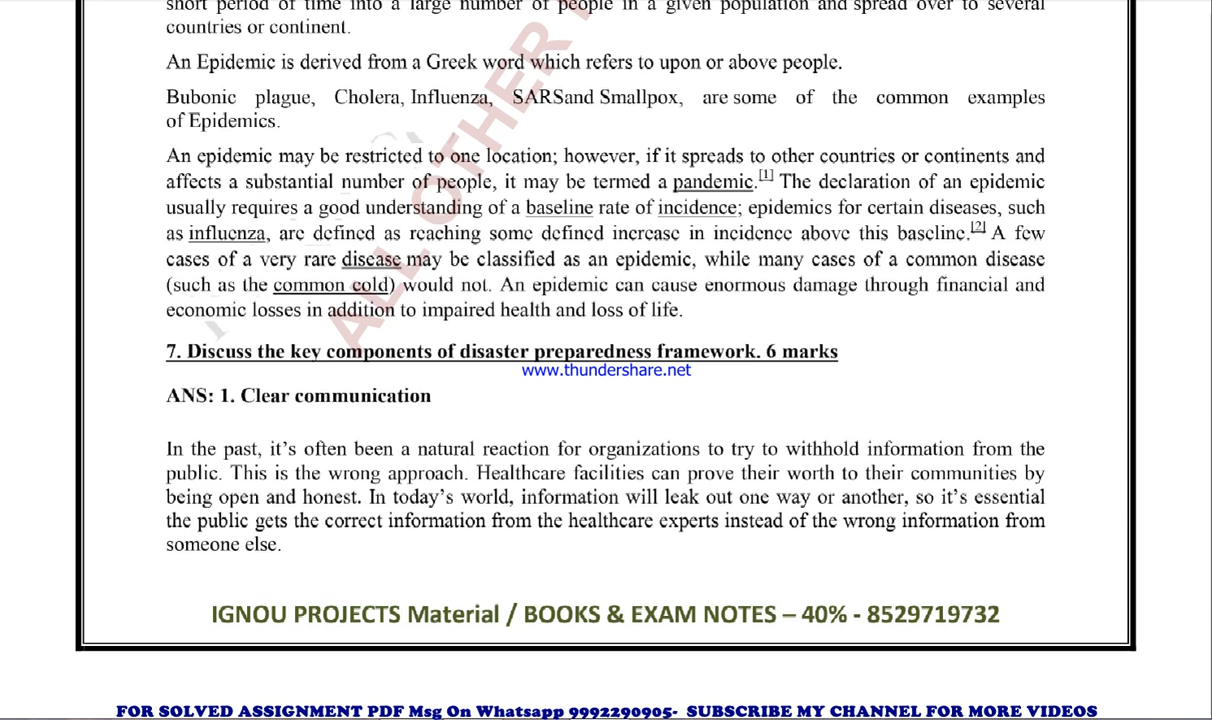 short period of time into a large number of people in a given population and spread over to several
countries or continent.
An Epidemic is derived from a Greek word which refers to upon or above people.
Bubonic plague, Cholera, Influenza, SARSand Smallpox, are some of the common examples
of Epidemics.
An epidemic may be restricted to one location; however, if it spreads to other countries or continents and
affects a substantial number of people, it may be termed a pandemic.[1] The declaration of an epidemic
usually requires a good understanding of a baseline rate of incidence; epidemics for certain diseases, such
as influenza, are defined as reaching some defined increase in incidence above this baseline.[2] A few
cases of a very rare disease may be classified as an epidemic, while many cases of a common disease
(such as the common cold) would not. An epidemic can cause enormous damage through financial and
economic losses in addition to impaired health and loss of life.
7. Discuss the key components of disaster preparedness framework. 6 marks
www.thundershare.net
ANS: 1. Clear communication
In the past, it’s often been a natural reaction for organizations to try to withhold information from the
public. This is the wrong approach. Healthcare facilities can prove their worth to their communities by
being open and honest. In today’s world, information will leak out one way or another, so it’s essential
the public gets the correct information from the healthcare experts instead of the wrong information from
someone else.
ALL OTHER
IGNOU PROJECTS Material / BOOKS & EXAM NOTES – 40% - 8529719732
FOR SOLVED ASSIGNMENT PDF Msg On Whatsapp 9992290905- SUBSCRIBE MY CHANNEL FOR MORE VIDEOS